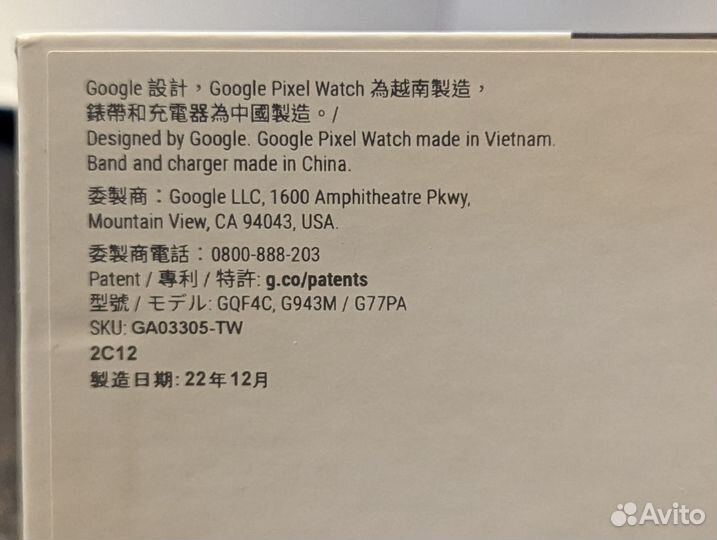 Google 設計，Google Pixel Watch 為越南製造，
錶帶和充電器為中國製造。/
Designed by Google. Google Pixel Watch made in Vietnam.
Band and charger made in China.
委製商：Google LLC, 1600 Amphitheatre Pkwy,
Mountain View, CA 94043, USA.
委製商電話：0800-888-203
Patent / 專利 / 特許: g.co/patents
型號 / モデル: GQF4C, G943M / G77PA
SKU: GA03305-TW
2C12
製造日期: 22年12月
Avito